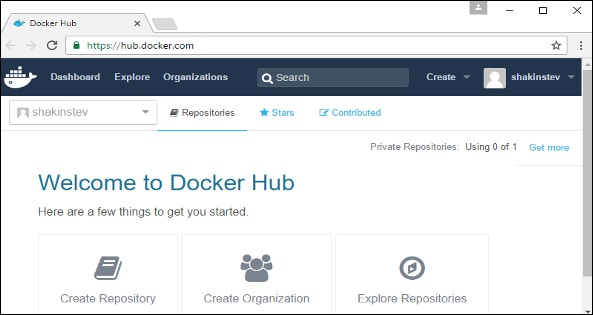 Docker Hub
https://hub.docker.com
Dashboard Explore Organizations Search Create shakinstev
shakinstev Repositories Stars Contributed
Private Repositories: Using 0 of 1 Get more
Welcome to Docker Hub
Here are a few things to get you started.
Create Repository Create Organization Explore Repositories